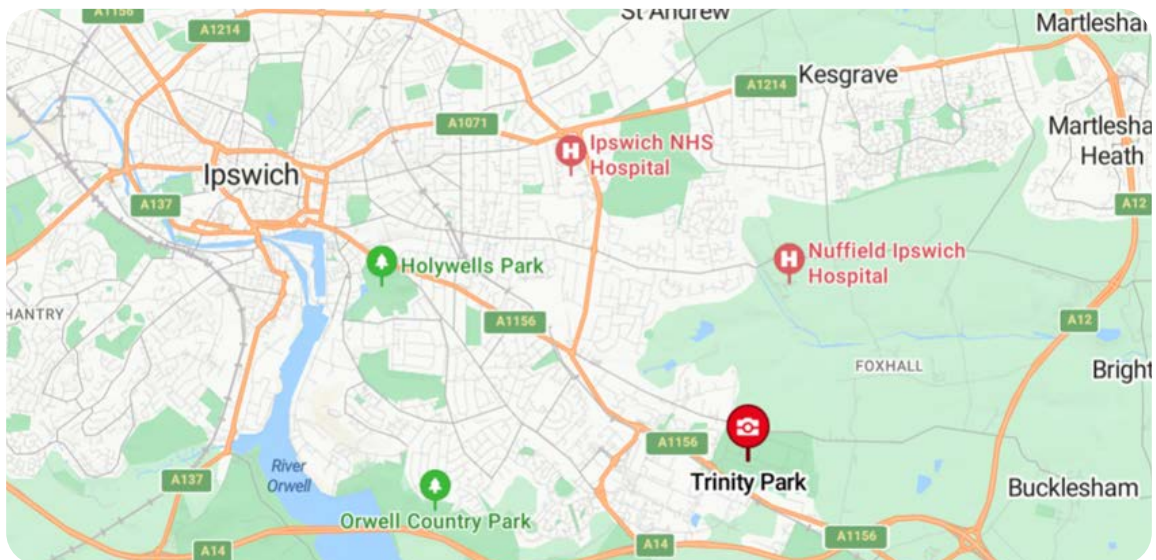 A1156
St Andrew
Martleshar
A1214
Kesgrave
A1214
A1071
Ipswich NHS
Hospital
Martlesha
Heath
Ipswich
A137
A12
Nuffield Ipswich
Hospital
Holywells Park
HANTRY
A1156
A12
FOXHALL
Bright
A1156
River
Orwell
A137
Trinity Park
Bucklesham
Orwell Country Park
A14
A14
A1156